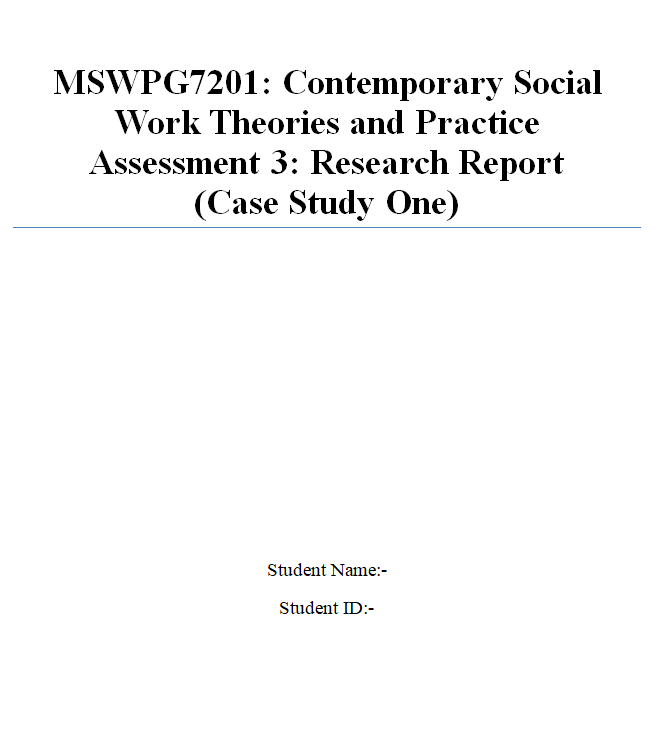 MSWPG7201: Contemporary Social
Work Theories and Practice
Assessment 3: Research Report
(Case Study One)
Student Name:-
Student ID:-